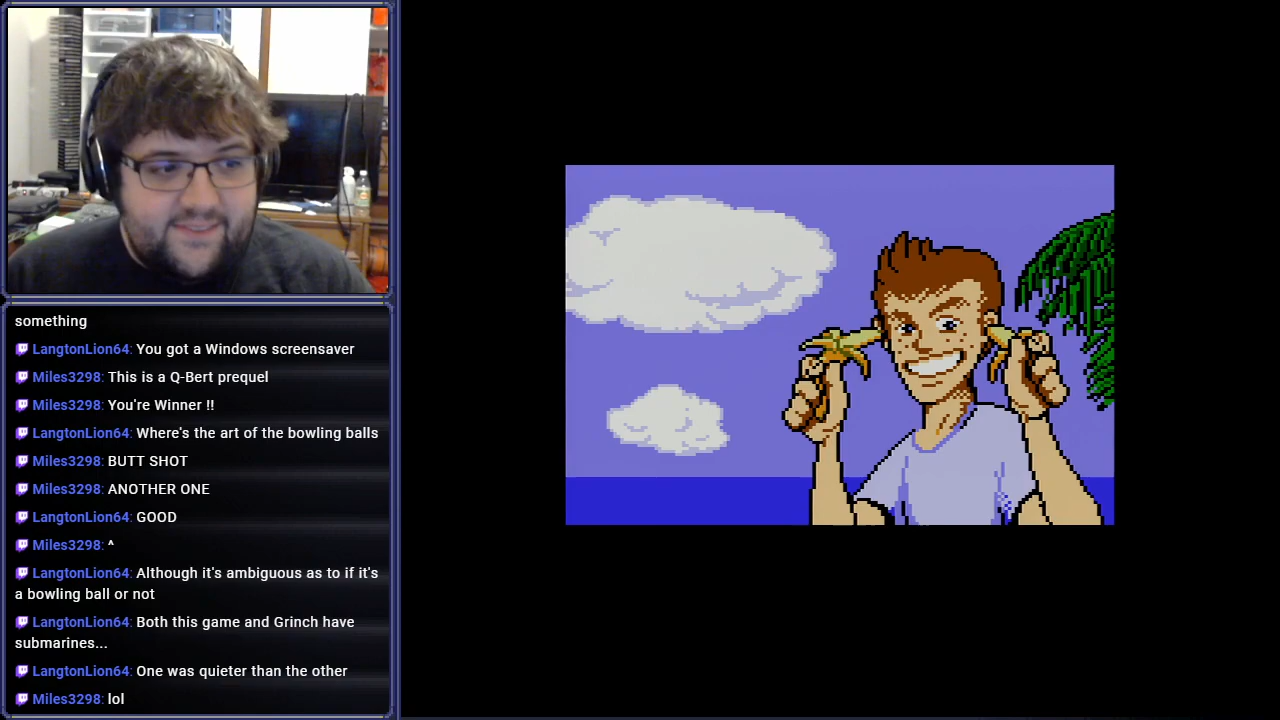 something
LangtonLion64: You got a Windows screensaver
Miles3298: This is a Q-Bert prequel
Miles3298: You're Winner !!
LangtonLion64: Where's the art of the bowling balls
Miles3298: BUTT SHOT
Miles3298: ANOTHER ONE
LangtonLion64: GOOD
Miles3298: ^
LangtonLion64: Although it's ambiguous as to if it's
a bowling ball or not
LangtonLion64: Both this game and Grinch have
submarines...
LangtonLion64: One was quieter than the other
Miles3298: lol